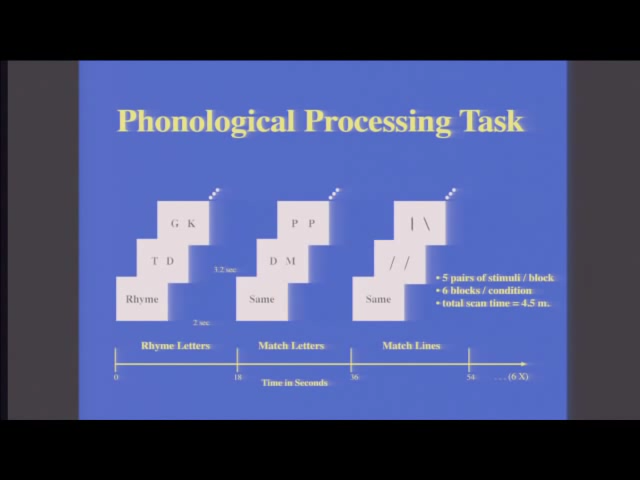 Phonological Processing Task
G K
P P
| \
T D
D M
/ /
3.2 sec
Rhyme
Same
Same
2 sec
• 5 pairs of stimuli / block
• 6 blocks / condition
• total scan time = 4.5 m.
Rhyme Letters
Match Letters
Match Lines
0
18
36
54
. . . (6 X)
Time in Seconds